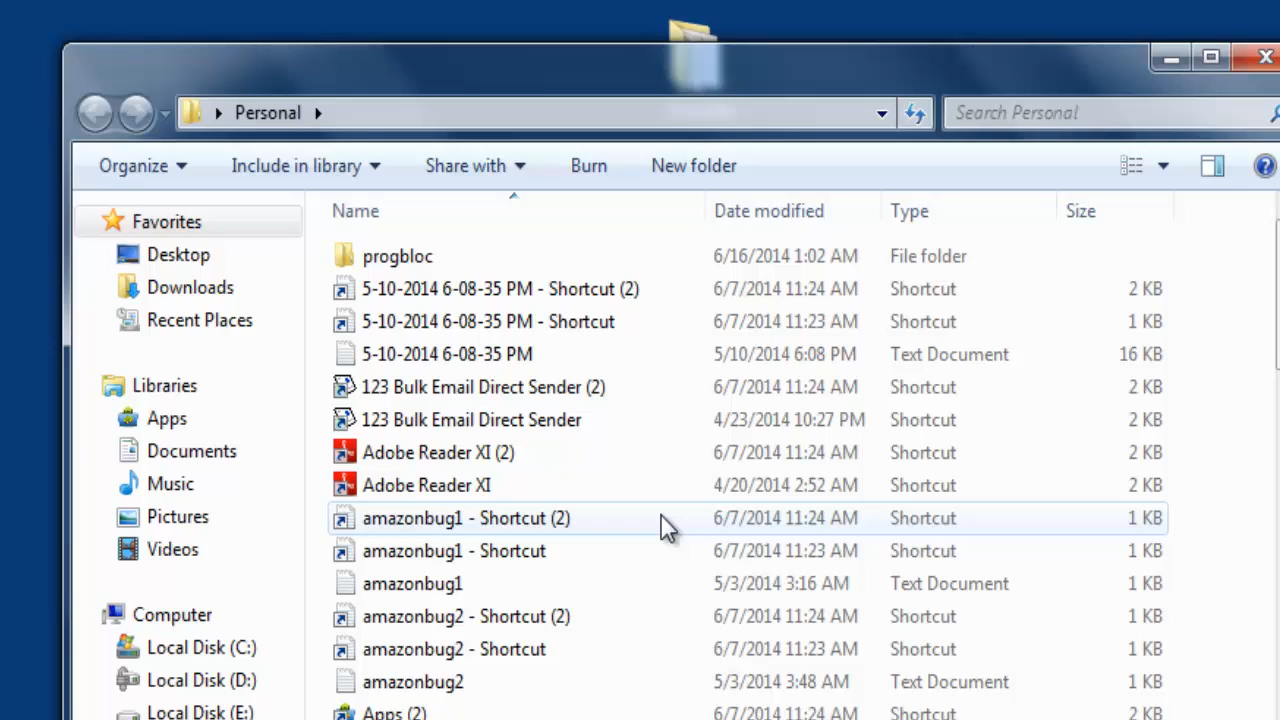 Personal
Search Personal
Organize Include in library Share with Burn New folder
Name Date modified Type Size
Favorites
Desktop
Downloads
Recent Places
Libraries
Apps
Documents
Music
Pictures
Videos
Computer
Local Disk (C:)
Local Disk (D:)
Local Disk (E:)
progbloc 6/16/2014 1:02 AM File folder
5-10-2014 6-08-35 PM - Shortcut (2) 6/7/2014 11:24 AM Shortcut 2 KB
5-10-2014 6-08-35 PM - Shortcut 6/7/2014 11:23 AM Shortcut 1 KB
5-10-2014 6-08-35 PM 5/10/2014 6:08 PM Text Document 16 KB
123 Bulk Email Direct Sender (2) 6/7/2014 11:24 AM Shortcut 2 KB
123 Bulk Email Direct Sender 4/23/2014 10:27 PM Shortcut 2 KB
Adobe Reader XI (2) 6/7/2014 11:24 AM Shortcut 2 KB
Adobe Reader XI 4/20/2014 2:52 AM Shortcut 2 KB
amazonbug1 - Shortcut (2) 6/7/2014 11:24 AM Shortcut 1 KB
amazonbug1 - Shortcut 6/7/2014 11:23 AM Shortcut 1 KB
amazonbug1 5/3/2014 3:16 AM Text Document 1 KB
amazonbug2 - Shortcut (2) 6/7/2014 11:24 AM Shortcut 1 KB
amazonbug2 - Shortcut 6/7/2014 11:23 AM Shortcut 1 KB
amazonbug2 5/3/2014 3:48 AM Text Document 1 KB
Apps (2) 6/7/2014 11:24 AM Shortcut 2 KB